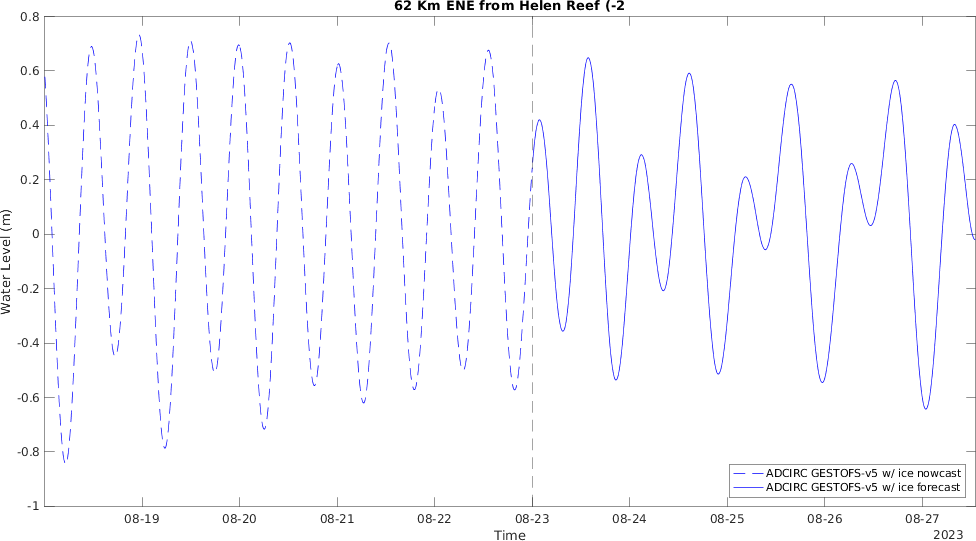 62 Km ENE from Helen Reef (-2
0.8
0.6
0.4
0.2
0
-0.2
-0.4
-0.6
-0.8
-1
Water Level (m)
08-19 08-20 08-21 08-22 08-23 08-24 08-25 08-26 08-27
Time
2023
ADCIRC GESTOFS-v5 w/ ice nowcast
ADCIRC GESTOFS-v5 w/ ice forecast